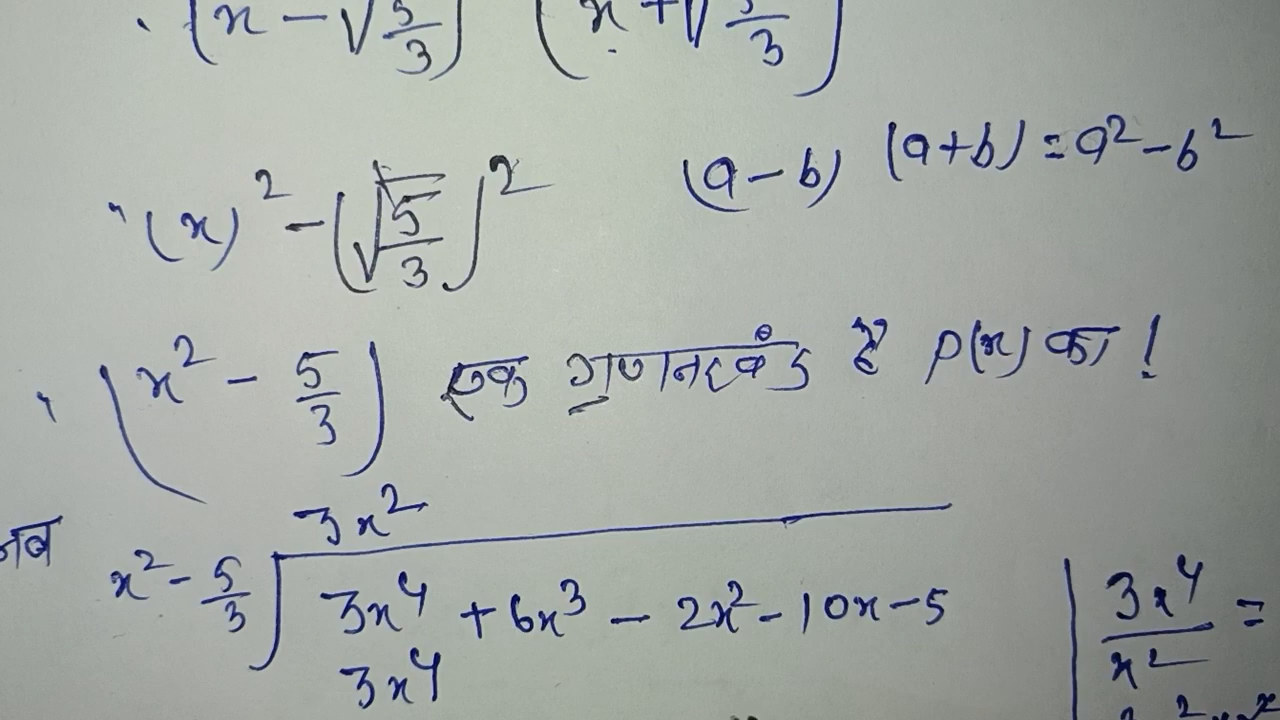 (x - √5/3) (x + √5/3)
(a - b) (a + b) = a² - b²
(x)² - (√5/3)²
(x² - 5/3) एक गुणनखंड है P(x) का !
3x²
x² - 5/3 ) 3x⁴ + 6x³ - 2x² - 10x - 5
3x⁴
3x⁴/x² =